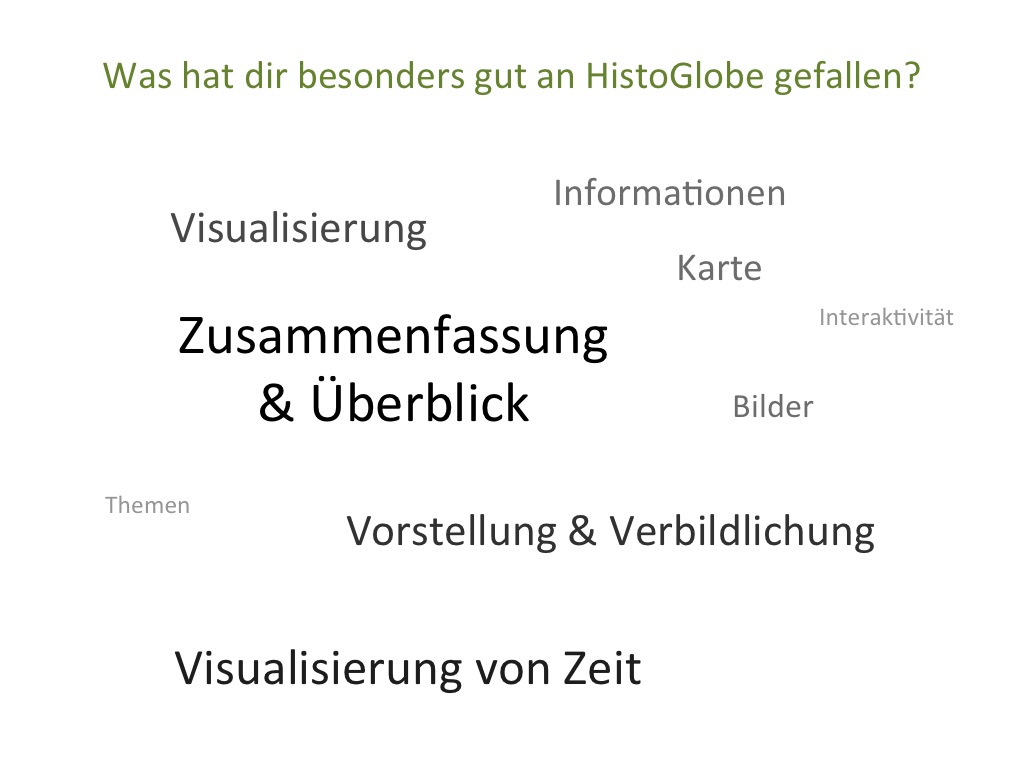 Was hat dir besonders gut an HistoGlobe gefallen?
Informationen
Visualisierung
Karte
Interaktivität
Zusammenfassung
& Überblick
Bilder
Themen
Vorstellung & Verbildlichung
Visualisierung von Zeit